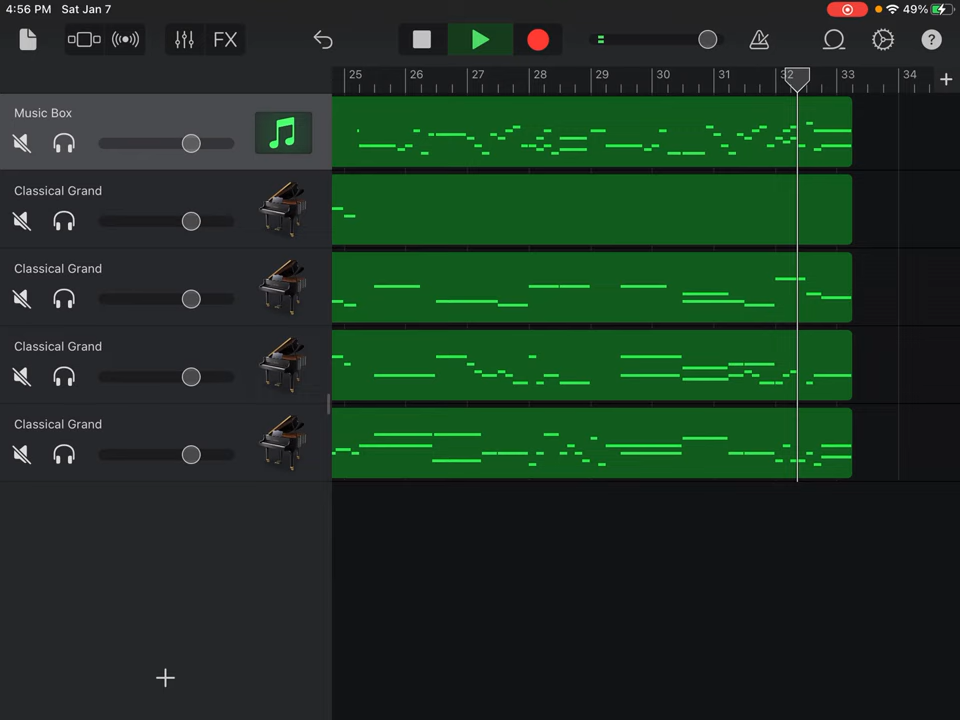 4:56 PM Sat Jan 7
49%
FX
?
25 26 27 28 29 30 31 32 33 34
Music Box
Classical Grand
Classical Grand
Classical Grand
Classical Grand